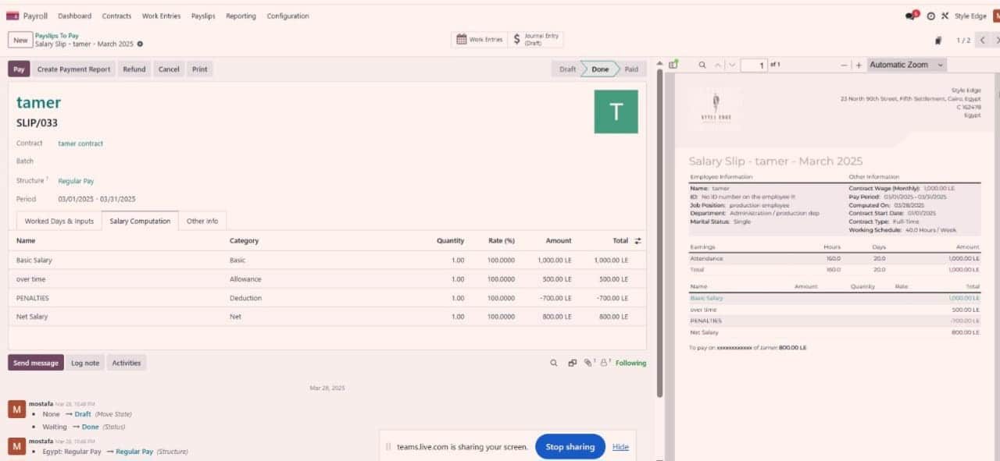 Payroll Dashboard Contracts Work Entries Payslips Reporting Configuration
5 Style Edge
New Payslips To Pay
Salary Slip - tamer - March 2025
Work Entries Journal Entry (Draft)
1 / 2
Pay Create Payment Report Refund Cancel Print Draft Done Paid
tamer
T
SLIP/033
Contract tamer contract
Batch
Structure ? Regular Pay
Period 03/01/2025 - 03/31/2025
Worked Days & Inputs Salary Computation Other Info
Name Category Quantity Rate (%) Amount Total
Basic Salary Basic 1.00 100.0000 1,000.00 LE 1,000.00 LE
over time Allowance 1.00 100.0000 500.00 LE 500.00 LE
PENALTIES Deduction 1.00 100.0000 -700.00 LE -700.00 LE
Net Salary Net 1.00 100.0000 800.00 LE 800.00 LE
Send message Log note Activities 1 1 Following
Mar 28, 2025
M
mostafa Mar 28, 10:48 PM
• None → Draft (Move State)
• Waiting → Done (Status)
M
mostafa Mar 28, 10:48 PM
• Egypt: Regular Pay → Regular Pay (Structure)
teams.live.com is sharing your screen. Stop sharing Hide
1 of 1 − + Automatic Zoom
STYLE EDGE
Style Edge
23 North 90th Street, Fifth Settlement, Cairo, Egypt
C 162478
Egypt
Salary Slip - tamer - March 2025
Employee Information Other Information
Name: tamer Contract Wage (Monthly): 1,000.00 LE
ID: No ID number on the employee !!! Pay Period: 03/01/2025 - 03/31/2025
Job Position: production employee Computed On: 03/28/2025
Department: Administration / production dep Contract Start Date: 01/01/2025
Marital Status: Single Contract Type: Full-Time
Working Schedule: 40.0 Hours / Week
Earnings Hours Days Amount
Attendance 160.0 20.0 1,000.00 LE
Total 160.0 20.0 1,000.00 LE
Name Amount Quantity Rate Total
Basic Salary 1,000.00 LE
over time 500.00 LE
PENALTIES -700.00 LE
Net Salary 800.00 LE
To pay on xxxxxxxxxxxx of tamer 800.00 LE